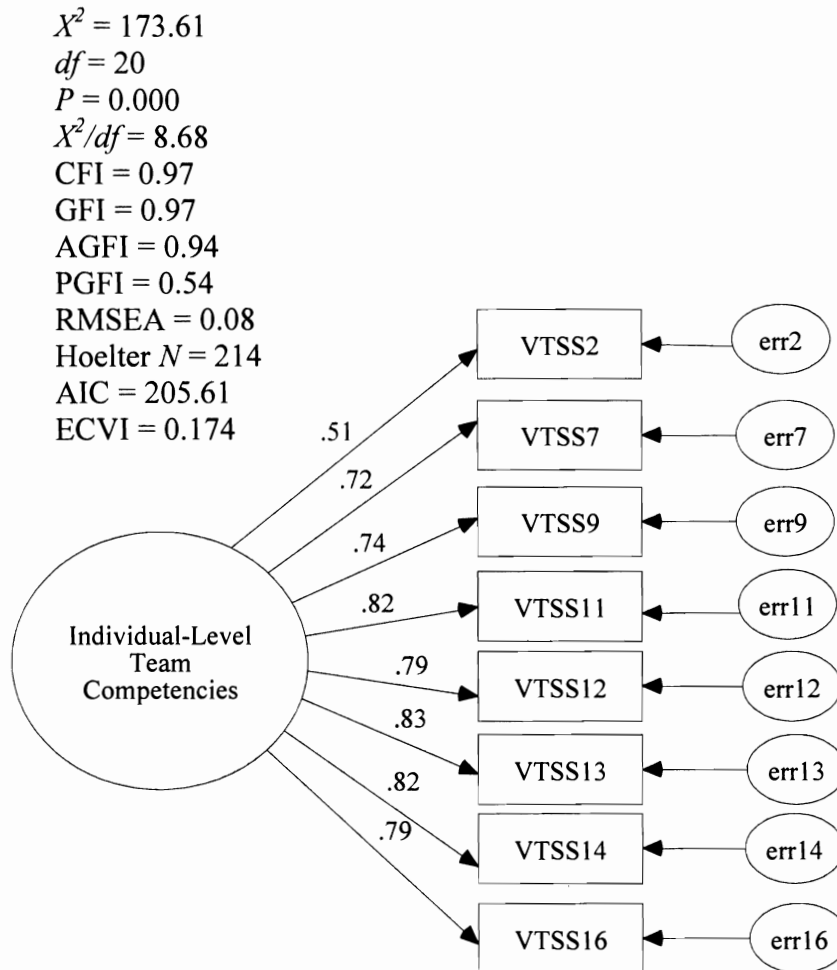 X² = 173.61
df = 20
P = 0.000
X²/df = 8.68
CFI = 0.97
GFI = 0.97
AGFI = 0.94
PGFI = 0.54
RMSEA = 0.08
Hoelter N = 214
AIC = 205.61
ECVI = 0.174
.51
.72
.74
.82
.79
.83
.82
.79
Individual-Level
Team
Competencies
VTSS2
err2
VTSS7
err7
VTSS9
err9
VTSS11
err11
VTSS12
err12
VTSS13
err13
VTSS14
err14
VTSS16
err16